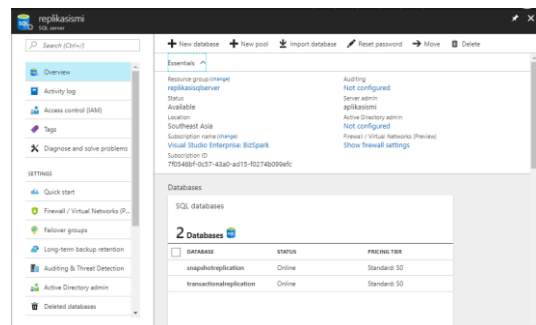 replikasismi
SQL server
Search (Ctrl+/)
Overview
Activity log
Access control (IAM)
Tags
Diagnose and solve problems
SETTINGS
Quick start
Firewall / Virtual Networks (P...
Failover groups
Long-term backup retention
Auditing & Threat Detection
Active Directory admin
Deleted databases
New database New pool Import database Reset password Move Delete
Essentials
Resource group (change)
replikasisqlserver
Status
Available
Location
Southeast Asia
Subscription name (change)
Visual Studio Enterprise: BizSpark
Subscription ID
7f0546bf-0c57-43a0-ad15-f0274b099efc
Auditing
Not configured
Server admin
aplikasismi
Active Directory admin
Not configured
Firewall / Virtual Networks (Preview)
Show firewall settings
Databases
SQL databases
2 Databases
DATABASE STATUS PRICING TIER
snapshotreplication Online Standard: S0
transactionalreplication Online Standard: S0